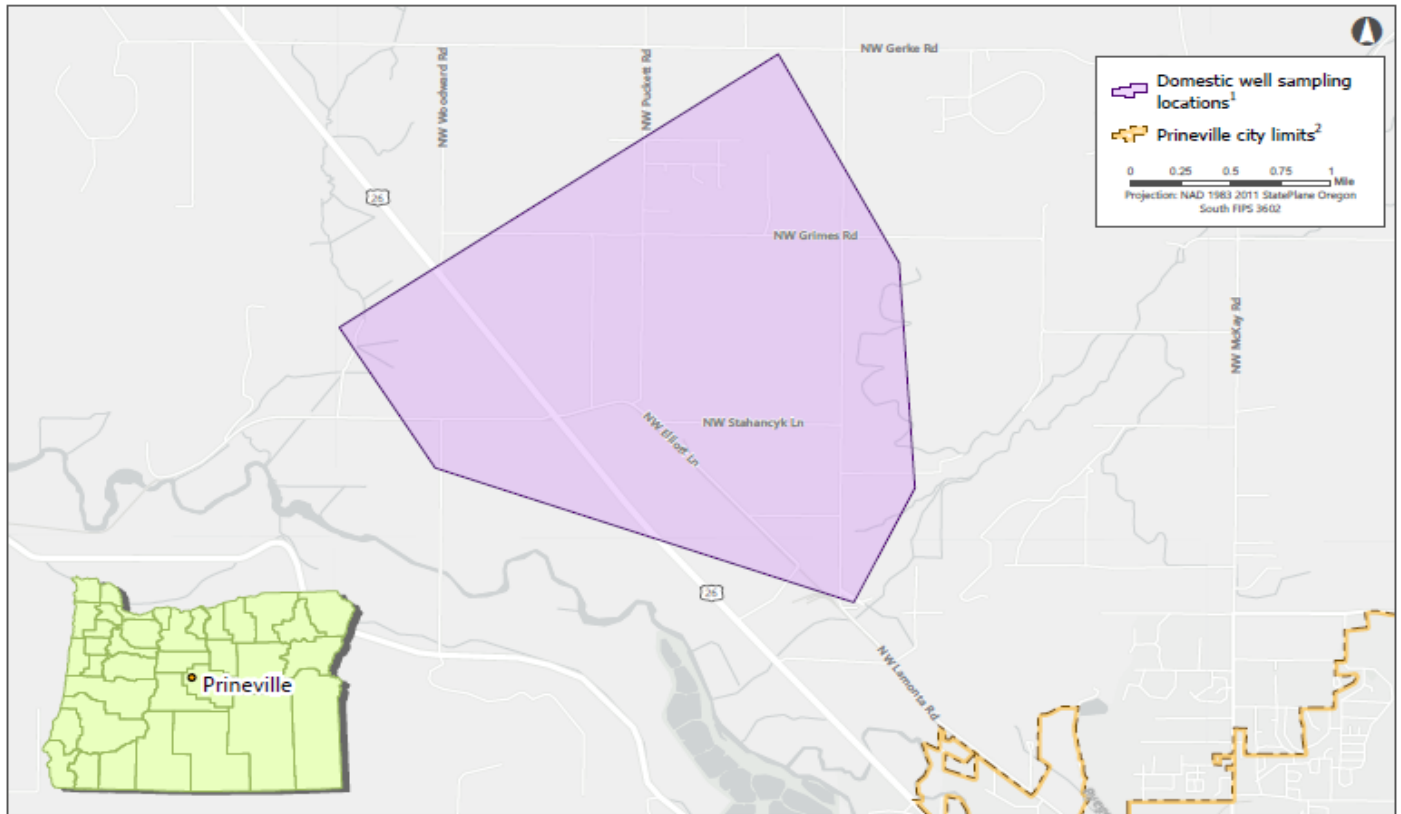 NW Gerke Rd
NW Woodward Rd
NW Puckett Rd
Domestic well sampling
locations1
Prineville city limits2
0 0.25 0.5 0.75 1
Mile
Projection: NAD 1983 2011 StatePlane Oregon
South FIPS 3602
26
NW Grimes Rd
NW McKay Rd
NW Stahancyk Ln
NW Elliott Ln
26
NW Lamonta Rd
Prineville